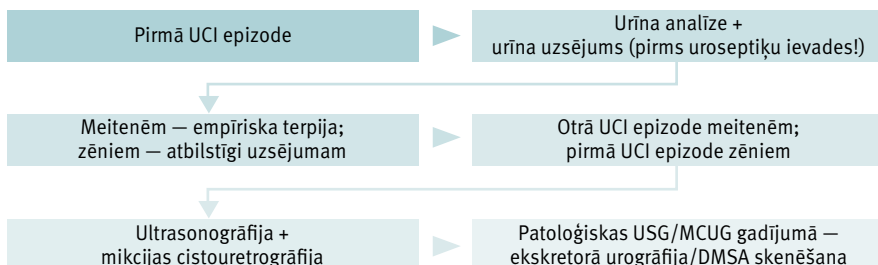 Pirmā UCI epizode
Urīna analīze +
urīna uzsējums (pirms uroseptiķu ievades!)
Meitenēm — empīriska terpija;
zēniem — atbilstīgi uzsējumam
Otrā UCI epizode meitenēm;
pirmā UCI epizode zēniem
Ultrasonogrāfija +
mikcijas cistouretrogrāfija
Patoloģiskas USG/MCUG gadījumā —
ekskretorā urogrāfija/DMSA skenēšana